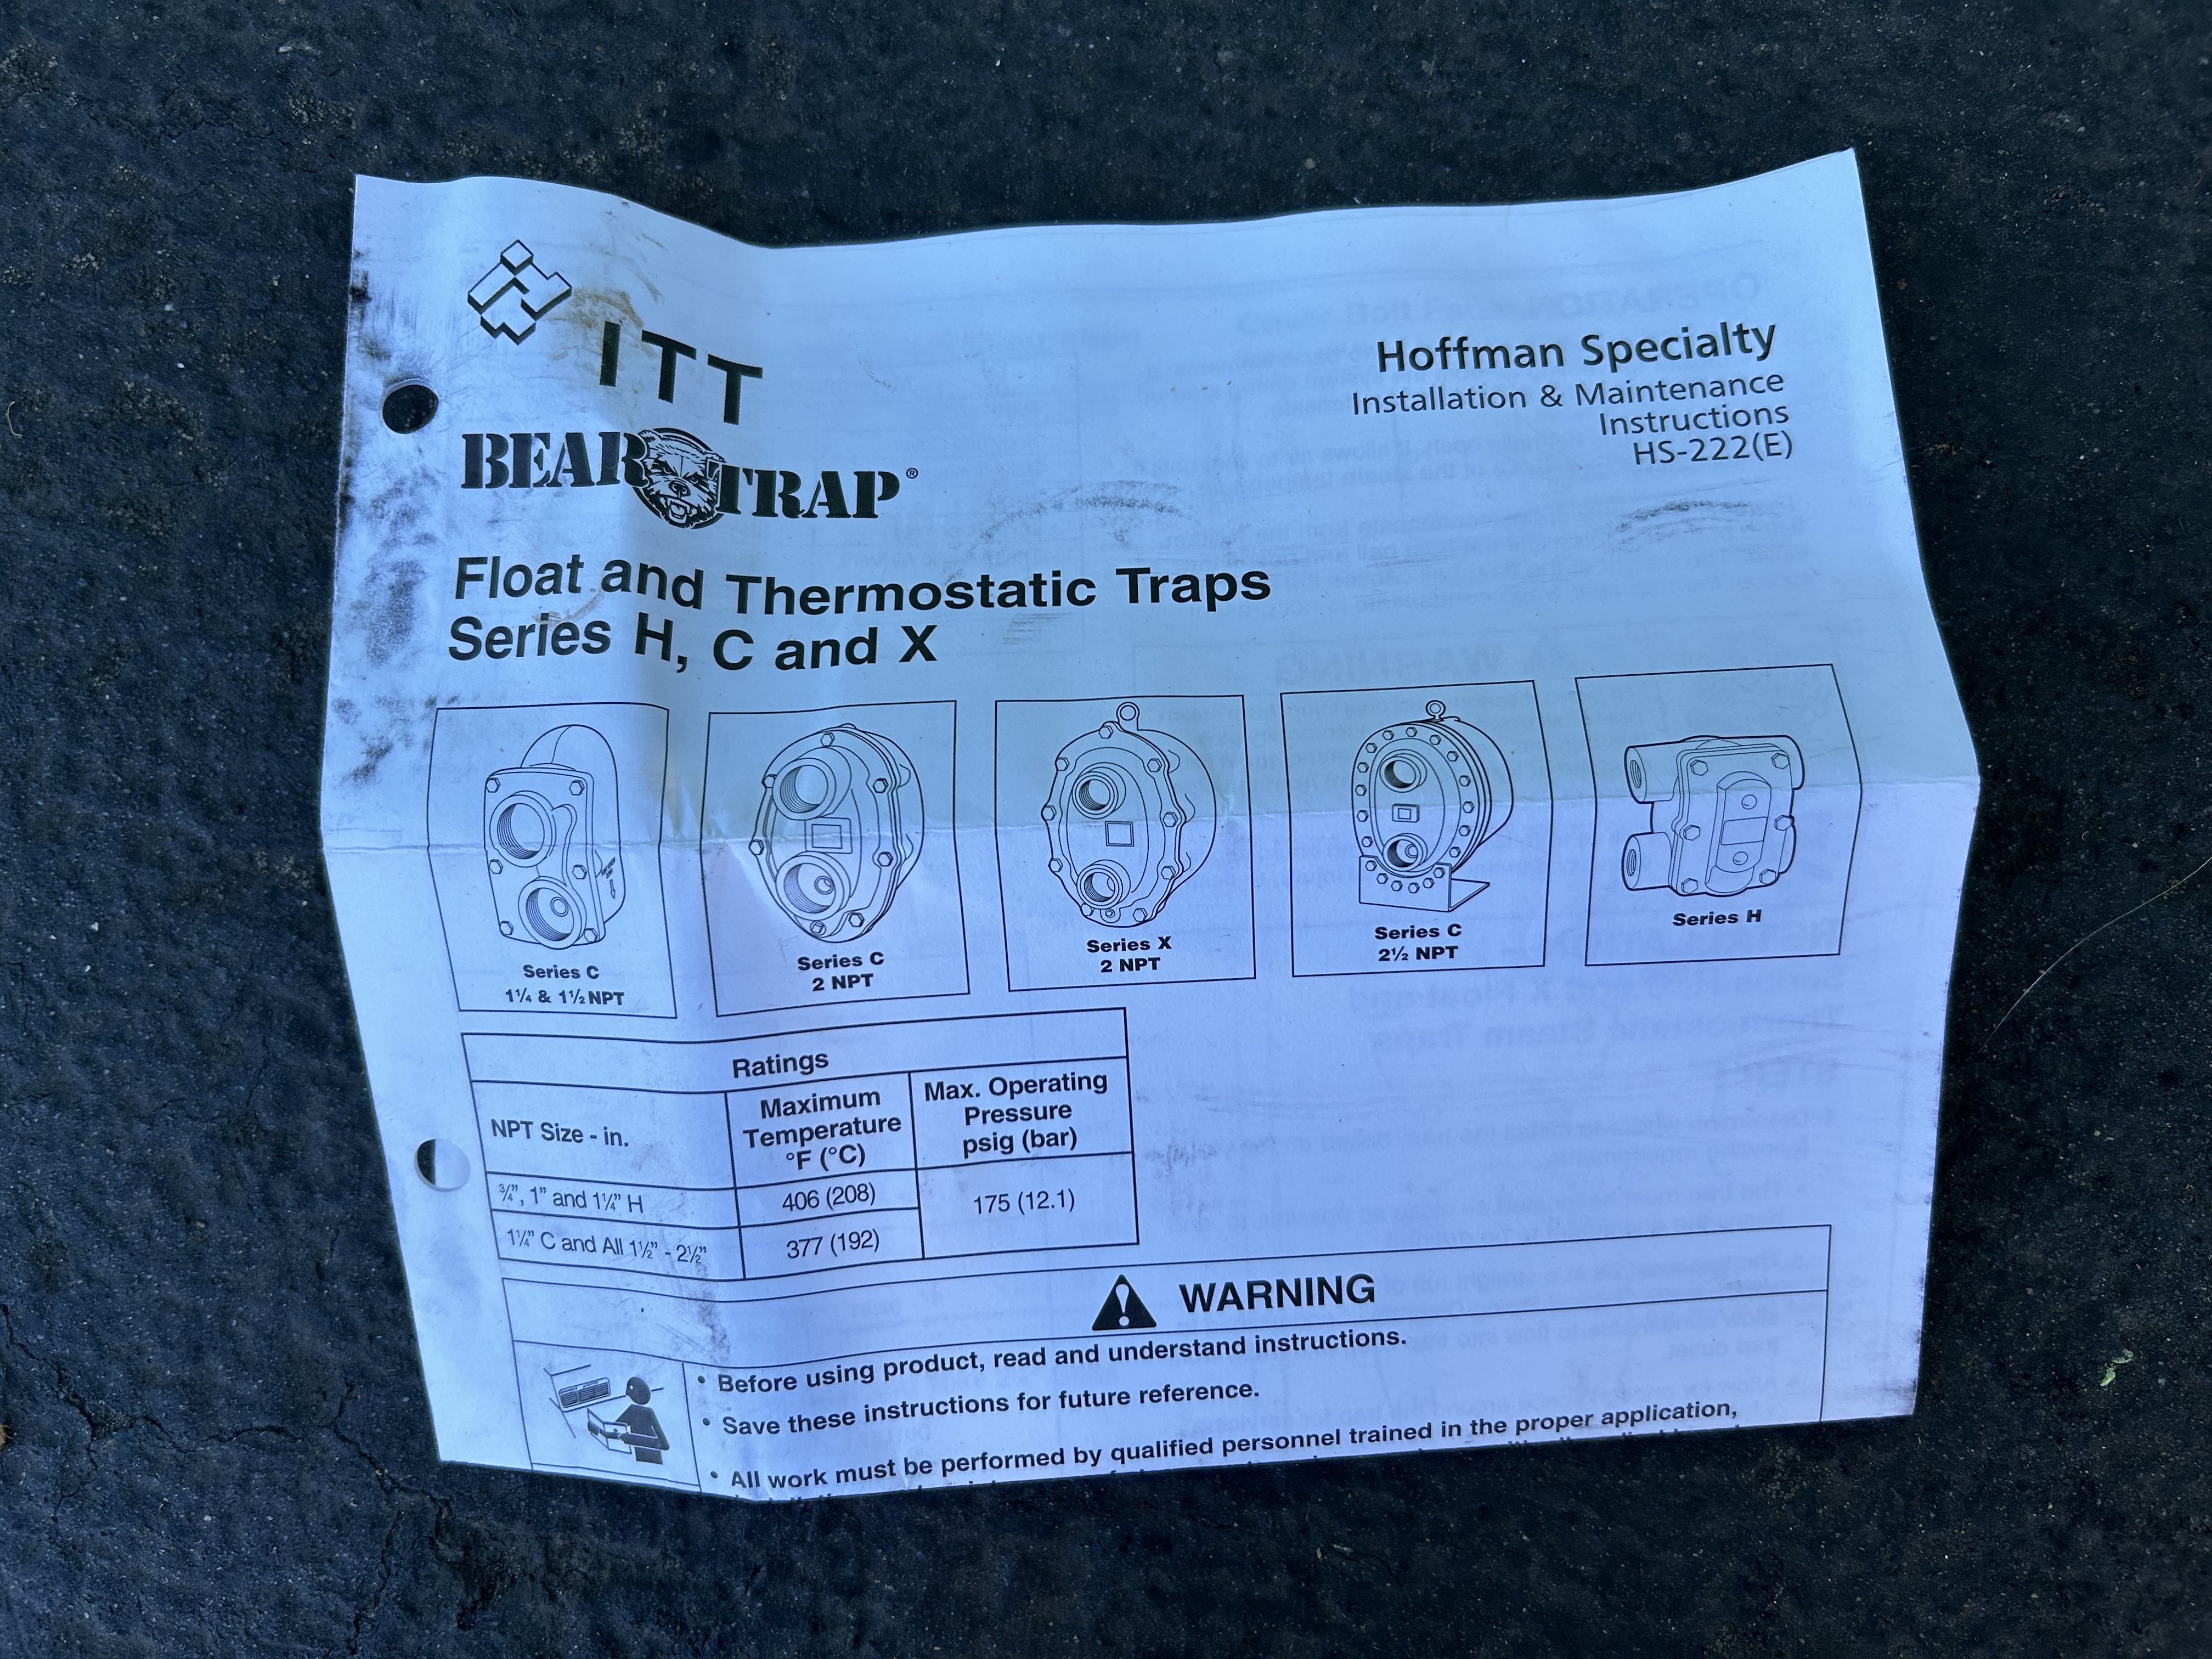 ITT
BEAR TRAP®
Hoffman Specialty
Installation & Maintenance
Instructions
HS-222(E)
Float and Thermostatic Traps
Series H, C and X
Series C
1¼ & 1½ NPT
Series C
2 NPT
Series X
2 NPT
Series C
2½ NPT
Series H
Ratings
NPT Size - in.
Maximum
Temperature
°F (°C)
Max. Operating
Pressure
psig (bar)
¾", 1" and 1¼" H
406 (208)
175 (12.1)
1¼" C and All 1½" - 2½"
377 (192)
WARNING
• Before using product, read and understand instructions.
• Save these instructions for future reference.
• All work must be performed by qualified personnel trained in the proper application,